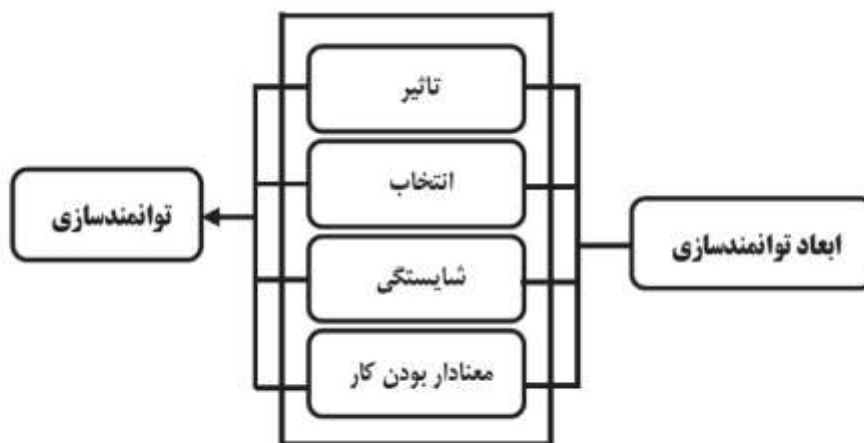 ابعاد توانمندسازی
تاثیر
انتخاب
شایستگی
معنادار بودن کار
توانمندسازی